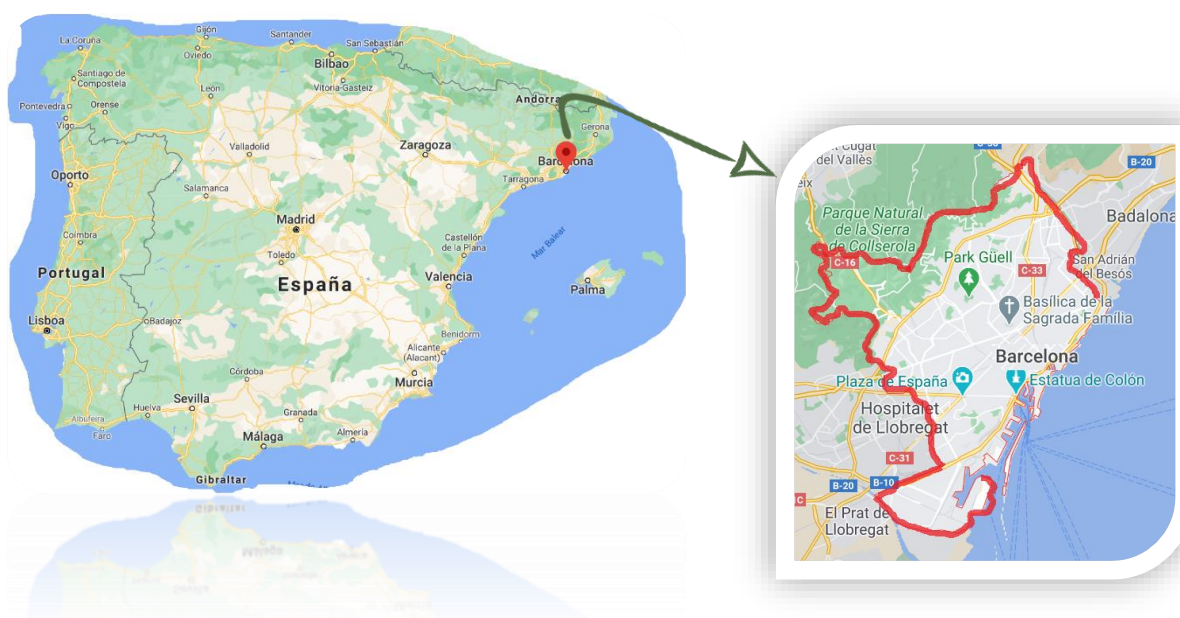 La Coruña
Gijón
Santander
San Sebastián
Oviedo
Bilbao
Santiago de
Compostela
León
Vitoria-Gasteiz
Andorra
Pontevedra
Orense
Vigo
Gerona
Valladolid
Zaragoza
Barcelona
Oporto
Salamanca
Tarragona
Madrid
Coimbra
Castellón
de la Plana
Mar Balear
Toledo
Portugal
España
Valencia
Palma
Lisboa
Badajoz
Benidorm
Alicante
(Alacant)
Córdoba
Murcia
Sevilla
Albufeira
Huelva
Granada
Faro
Málaga
Almería
Gibraltar
Cugat
del Vallès
B-20
Parque Natural
de la Sierra
de Collserola
Badalona
C-16
Park Güell
C-33
San Adrián
del Besós
Basílica de la
Sagrada Familia
Barcelona
Plaza de España
Estatua de Colón
Hospitalet
de Llobregat
C-31
B-20
B-10
El Prat de
Llobregat